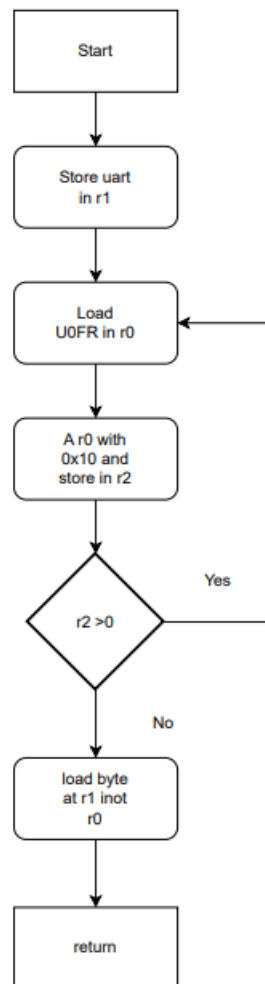 Start
Store uart
in r1
Load
U0FR in r0
A r0 with
0x10 and
store in r2
r2 >0
Yes
No
load byte
at r1 inot
r0
return